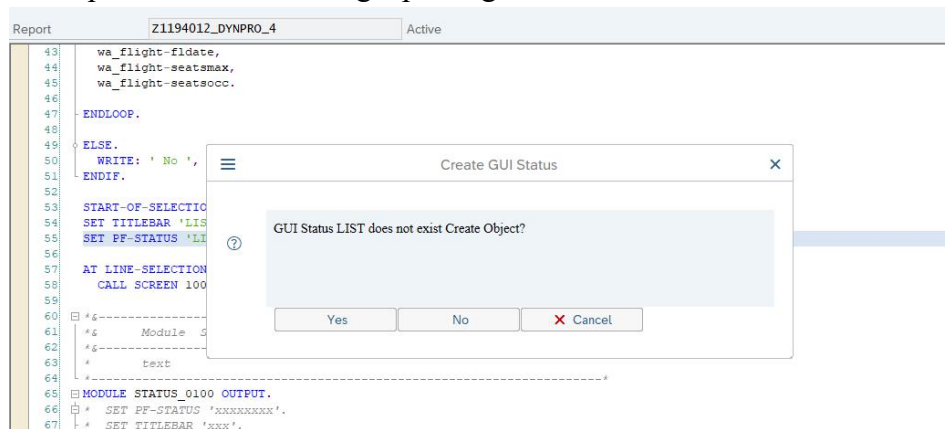 Report Z1194012_DYNPRO_4 Active
43 wa_flight-fldate,
44 wa_flight-seatsmax,
45 wa_flight-seatsocc.
46
47 ENDLOOP.
48
49 ELSE.
50 WRITE: ' No ',
51 ENDIF.
52
53 START-OF-SELECTIO
54 SET TITLEBAR 'LIS
55 SET PF-STATUS 'LI
56
57 AT LINE-SELECTION
58 CALL SCREEN 100
59
60 *&---------------
61 *& Module S
62 *&---------------
63 * text
64 *----------------------------------------------------------------------*
65 MODULE STATUS_0100 OUTPUT.
66 * SET PF-STATUS 'xxxxxxxx'.
67 * SET TITLEBAR 'xxx'.
Create GUI Status
GUI Status LIST does not exist Create Object?
Yes No Cancel